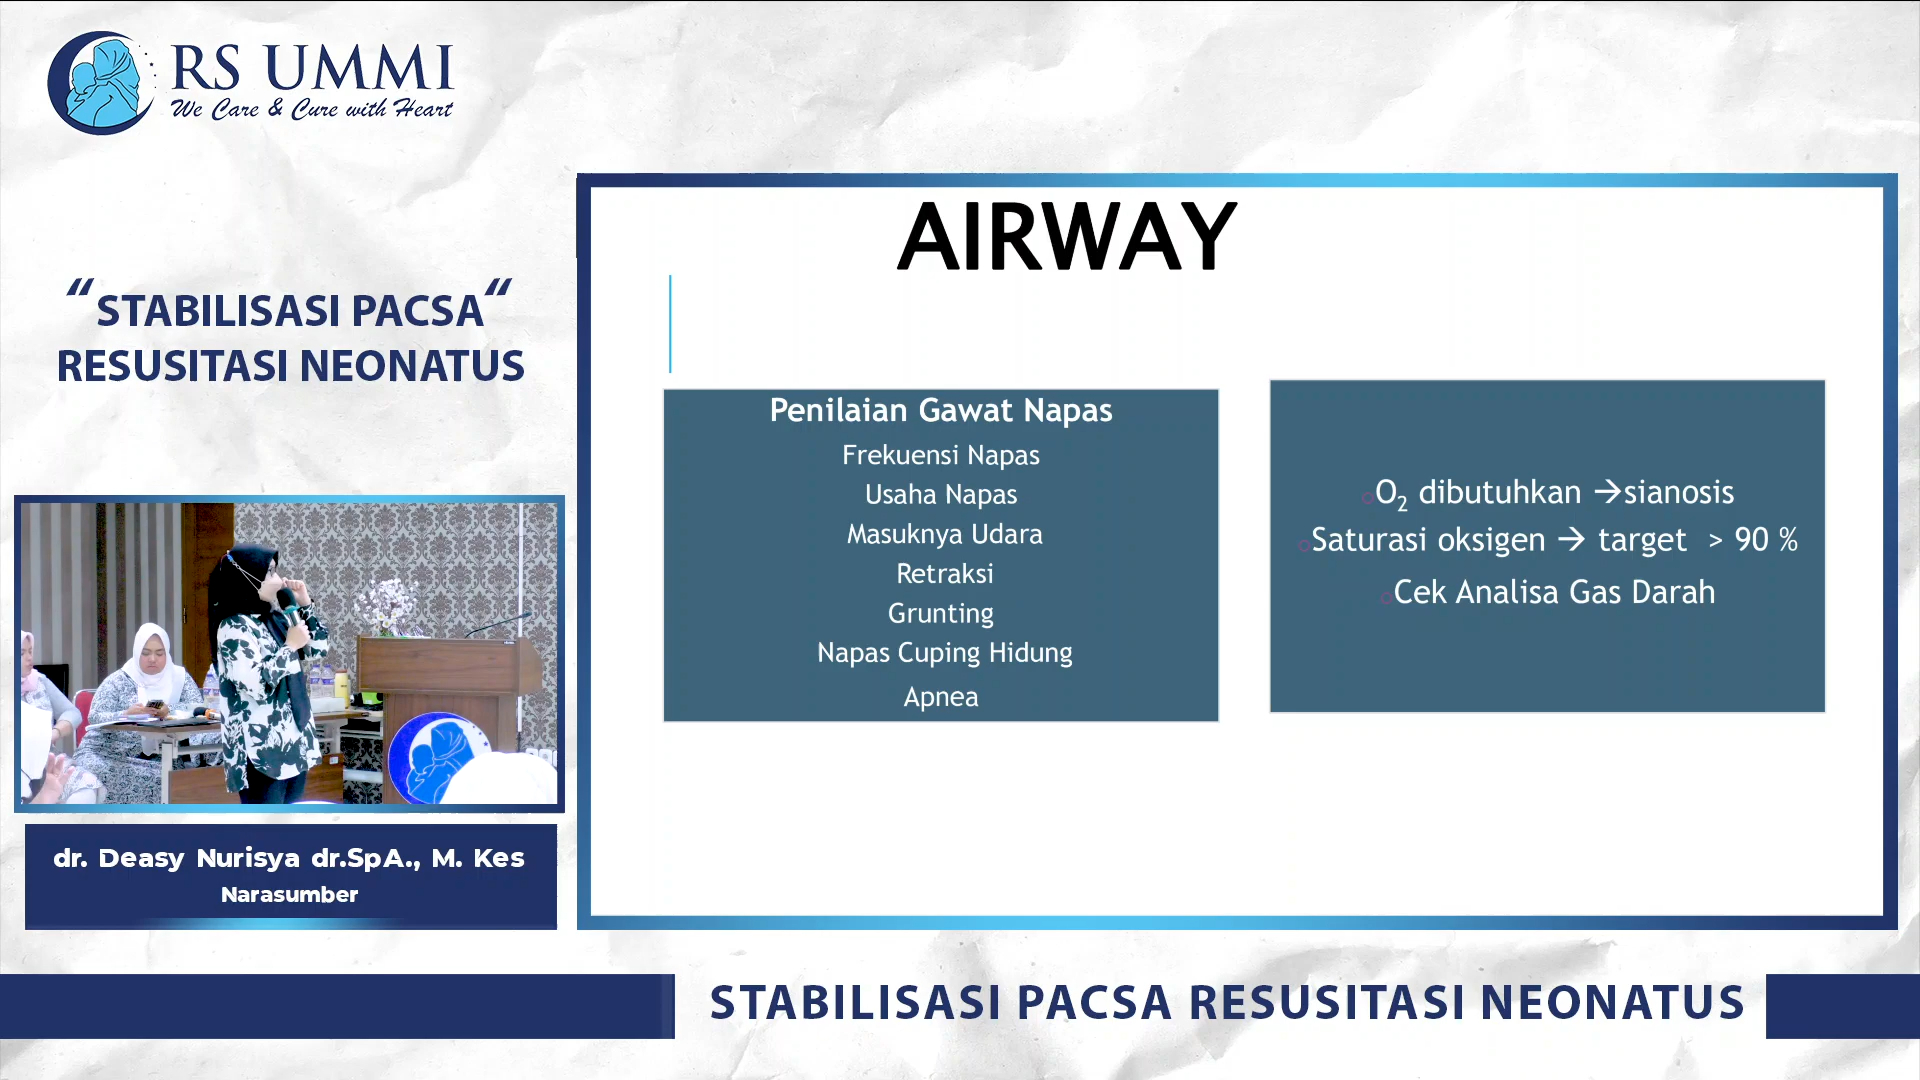 RS UMMI
We Care & Cure with Heart
“STABILISASI PACSA“
RESUSITASI NEONATUS
AIRWAY
Penilaian Gawat Napas
Frekuensi Napas
Usaha Napas
Masuknya Udara
Retraksi
Grunting
Napas Cuping Hidung
Apnea
O₂ dibutuhkan →sianosis
Saturasi oksigen → target > 90 %
Cek Analisa Gas Darah
dr. Deasy Nurisya dr.SpA., M. Kes
Narasumber
STABILISASI PACSA RESUSITASI NEONATUS